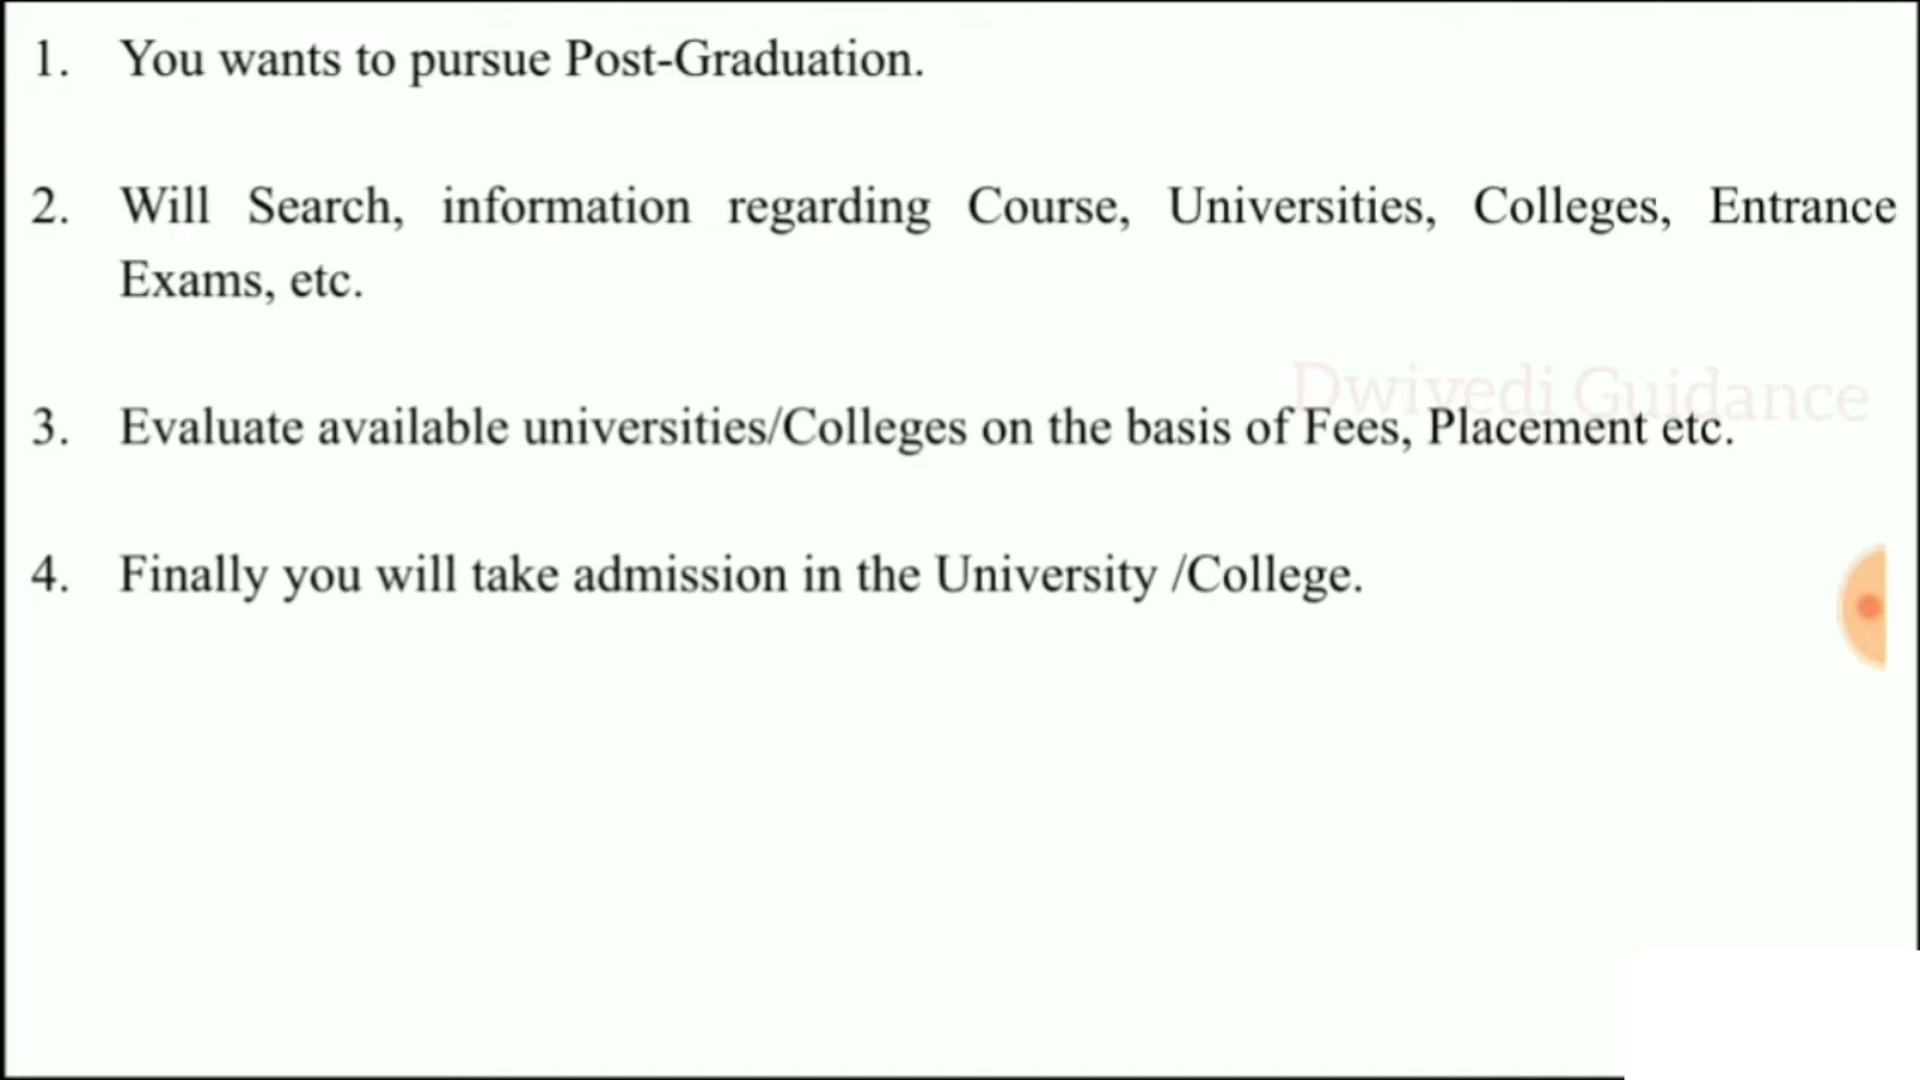 1. You wants to pursue Post-Graduation.
2. Will Search, information regarding Course, Universities, Colleges, Entrance
Exams, etc.
Dwivedi Guidance
3. Evaluate available universities/Colleges on the basis of Fees, Placement etc.
4. Finally you will take admission in the University /College.